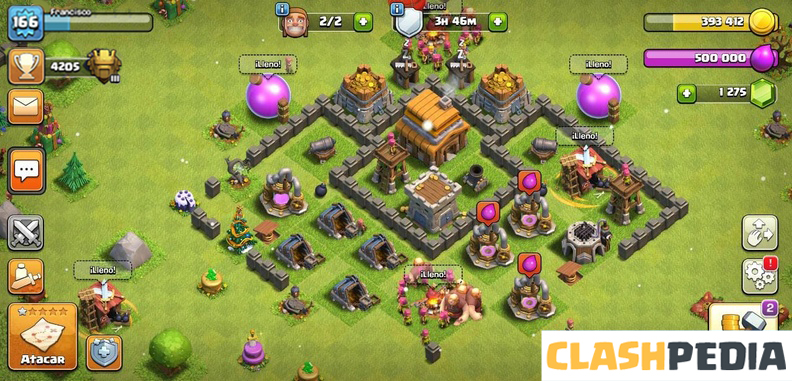 166
Francisco
4205
III
2/2
3h 46m
393 412
500 000
1 275
¡Lleno!
¡Lleno!
¡Lleno!
¡Lleno!
¡Lleno!
¡Lleno!
Atacar
2
CLASHPEDIA